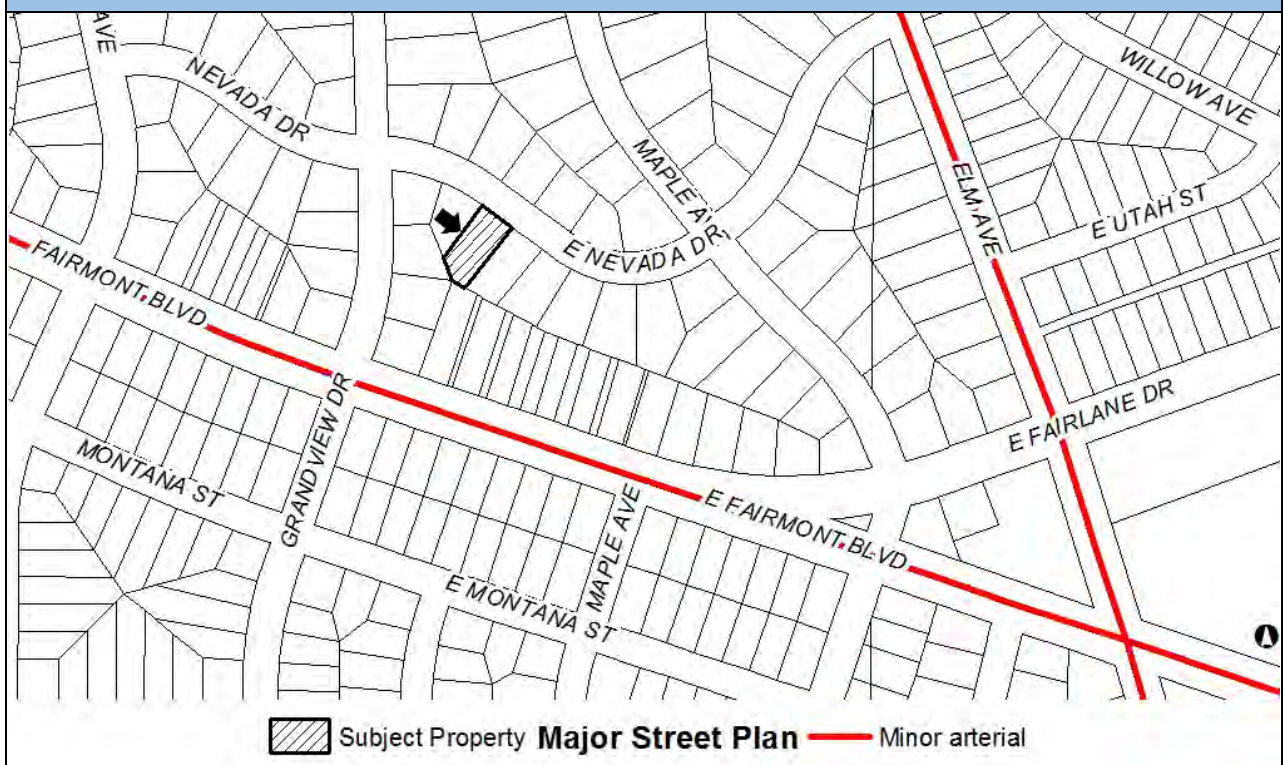 AVE
NEVADA DR
WILLOW AVE
MAPLE AVE
ELM AVE
E UTAH ST
E NEVADA DR
FAIRMONT BLVD
GRANDVIEW DR
E FAIRLANE DR
MONTANA ST
MAPLE AVE
E FAIRMONT BLVD
E MONTANA ST
Subject Property Major Street Plan Minor arterial